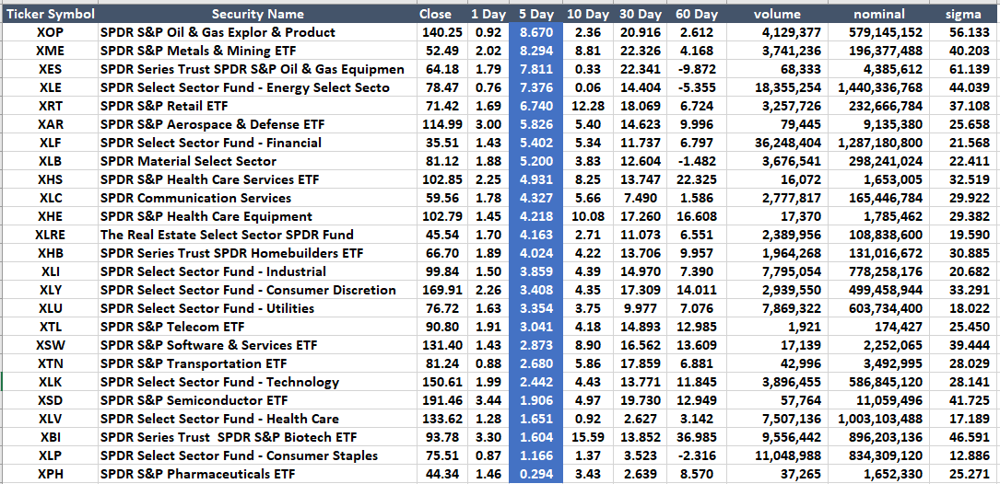 Ticker Symbol Security Name Close 1 Day 5 Day 10 Day 30 Day 60 Day volume nominal sigma
XOP SPDR S&P Oil & Gas Explor & Product 140.25 0.92 8.670 2.36 20.916 2.612 4,129,377 579,145,152 56.133
XME SPDR S&P Metals & Mining ETF 52.49 2.02 8.294 8.81 22.326 4.168 3,741,236 196,377,488 40.203
XES SPDR Series Trust SPDR S&P Oil & Gas Equipmen 64.18 1.79 7.811 0.33 22.341 -9.872 68,333 4,385,612 61.139
XLE SPDR Select Sector Fund - Energy Select Secto 78.47 0.76 7.376 0.06 14.404 -5.355 18,355,254 1,440,336,768 44.039
XRT SPDR S&P Retail ETF 71.42 1.69 6.740 12.28 18.069 6.724 3,257,726 232,666,784 37.108
XAR SPDR S&P Aerospace & Defense ETF 114.99 3.00 5.826 5.40 14.623 9.996 79,445 9,135,380 25.658
XLF SPDR Select Sector Fund - Financial 35.51 1.43 5.402 5.34 11.737 6.797 36,248,404 1,287,180,800 21.568
XLB SPDR Material Select Sector 81.12 1.88 5.200 3.83 12.604 -1.482 3,676,541 298,241,024 22.411
XHS SPDR S&P Health Care Services ETF 102.85 2.25 4.931 8.25 13.747 22.325 16,072 1,653,005 32.519
XLC SPDR Communication Services 59.56 1.78 4.327 5.66 7.490 1.586 2,777,817 165,446,784 29.922
XHE SPDR S&P Health Care Equipment 102.79 1.45 4.218 10.08 17.260 16.608 17,370 1,785,462 29.382
XLRE The Real Estate Select Sector SPDR Fund 45.54 1.70 4.163 2.71 11.073 6.551 2,389,956 108,838,600 19.590
XHB SPDR Series Trust SPDR Homebuilders ETF 66.70 1.89 4.024 4.22 13.706 9.957 1,964,268 131,016,672 30.885
XLI SPDR Select Sector Fund - Industrial 99.84 1.50 3.859 4.39 14.970 7.390 7,795,054 778,258,176 20.682
XLY SPDR Select Sector Fund - Consumer Discretion 169.91 2.26 3.408 4.35 17.309 14.011 2,939,550 499,458,944 33.291
XLU SPDR Select Sector Fund - Utilities 76.72 1.63 3.354 3.75 9.977 7.076 7,869,322 603,734,400 18.022
XTL SPDR S&P Telecom ETF 90.80 1.91 3.041 4.18 14.893 12.985 1,921 174,427 25.450
XSW SPDR S&P Software & Services ETF 131.40 1.43 2.873 8.90 16.562 13.609 17,139 2,252,065 39.444
XTN SPDR S&P Transportation ETF 81.24 0.88 2.680 5.86 17.859 6.881 42,996 3,492,995 28.029
XLK SPDR Select Sector Fund - Technology 150.61 1.99 2.442 4.43 13.771 11.845 3,896,455 586,845,120 28.141
XSD SPDR S&P Semiconductor ETF 191.46 3.44 1.906 4.97 19.730 12.949 57,764 11,059,496 41.725
XLV SPDR Select Sector Fund - Health Care 133.62 1.28 1.651 0.92 2.627 3.142 7,507,136 1,003,103,488 17.189
XBI SPDR Series Trust SPDR S&P Biotech ETF 93.78 3.30 1.604 15.59 13.852 36.985 9,556,442 896,203,136 46.591
XLP SPDR Select Sector Fund - Consumer Staples 75.51 0.87 1.166 1.37 3.523 -2.316 11,048,988 834,309,120 12.886
XPH SPDR S&P Pharmaceuticals ETF 44.34 1.46 0.294 3.43 2.639 8.570 37,265 1,652,330 25.271